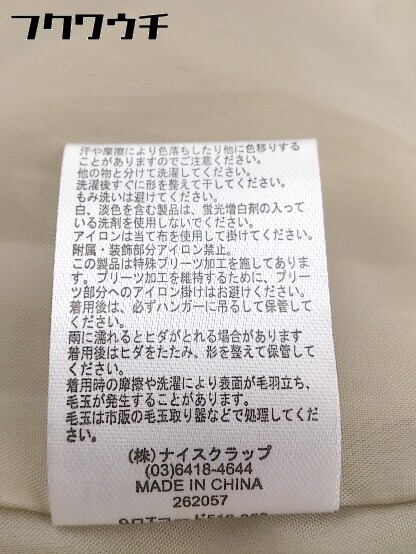 フクワウチ
汗や摩擦により色落ちしたり他に色移りする
ことがありますのでご注意ください。
他の物と分けて洗濯してください。
洗濯後すぐに形を整えて干してください。
もみ洗いは避けてください。
白、淡色を含む製品は、蛍光増白剤の入って
いる洗剤を使用しないでください。
アイロンは当て布を使用して掛けてください。
附属・装飾部分アイロン禁止。
この製品は特殊プリーツ加工を施してありま
す。プリーツ加工を維持するために、プリー
ツ部分へのアイロン掛けはお避けください。
着用後は、必ずハンガーに吊るして保管して
ください。
雨に濡れるとヒダがとれる場合があります
着用後はヒダをたたみ、形を整えて保管して
ください。
着用時の摩擦や洗濯により表面が毛羽立ち、
毛玉が発生することがあります。
毛玉は市販の毛玉取り器などで処理してくだ
さい。
(株)ナイスクラップ
(03)6418-4644
MADE IN CHINA
262057